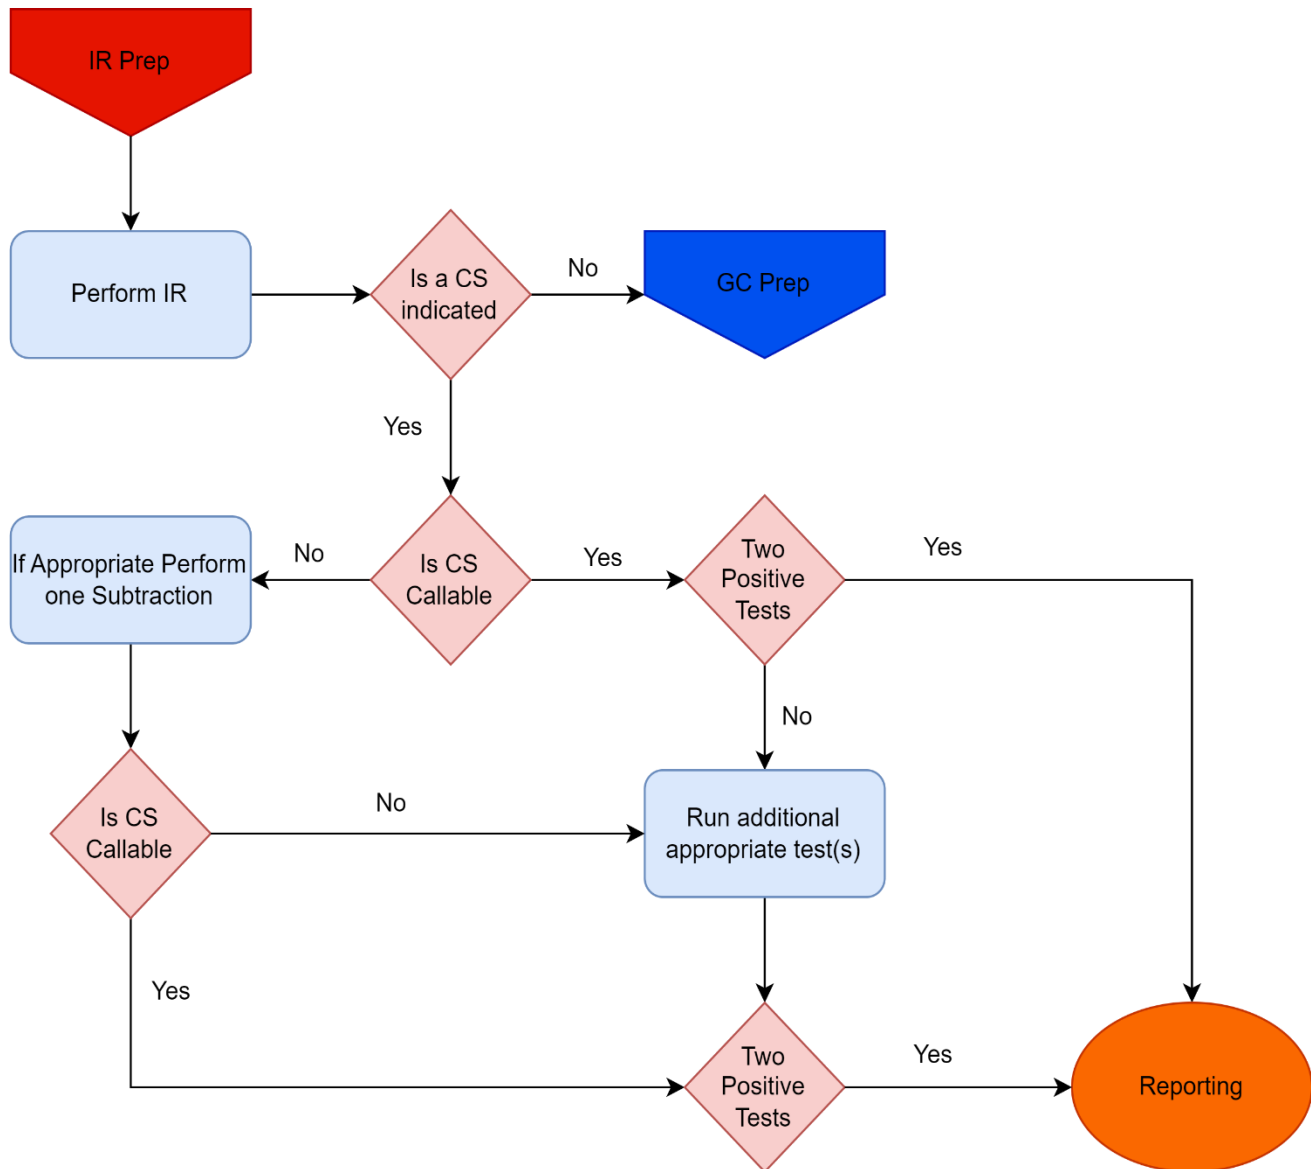 IR Prep
Perform IR
Is a CS
indicated
No
GC Prep
Yes
If Appropriate Perform
one Subtraction
No
Is CS
Callable
Yes
Two
Positive
Tests
Yes
No
Is CS
Callable
No
Run additional
appropriate test(s)
Yes
Two
Positive
Tests
Yes
Reporting